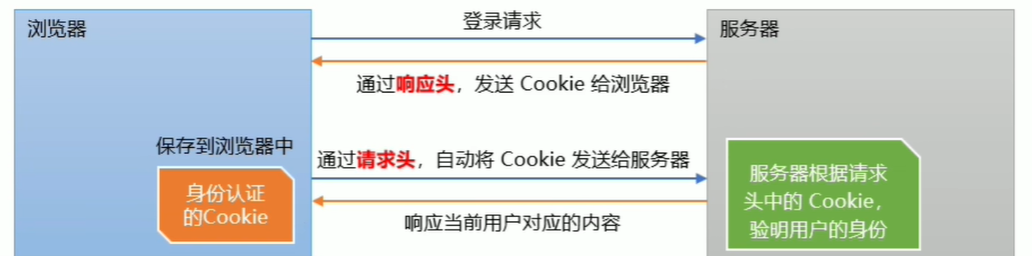 浏览器
登录请求
服务器
通过响应头，发送 Cookie 给浏览器
保存到浏览器中
通过请求头，自动将 Cookie 发送给服务器
身份认证
的Cookie
服务器根据请求
头中的 Cookie，
验明用户的身份
响应当前用户对应的内容